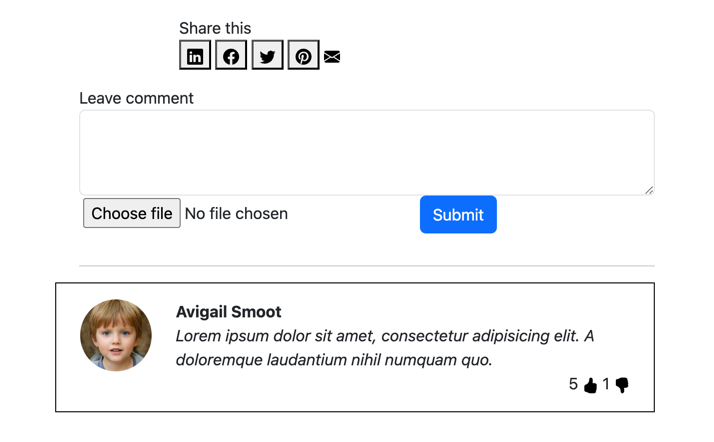 Share this
Leave comment
Choose file No file chosen
Submit
Avigail Smoot
Lorem ipsum dolor sit amet, consectetur adipisicing elit. A
doloremque laudantium nihil numquam quo.
5 1